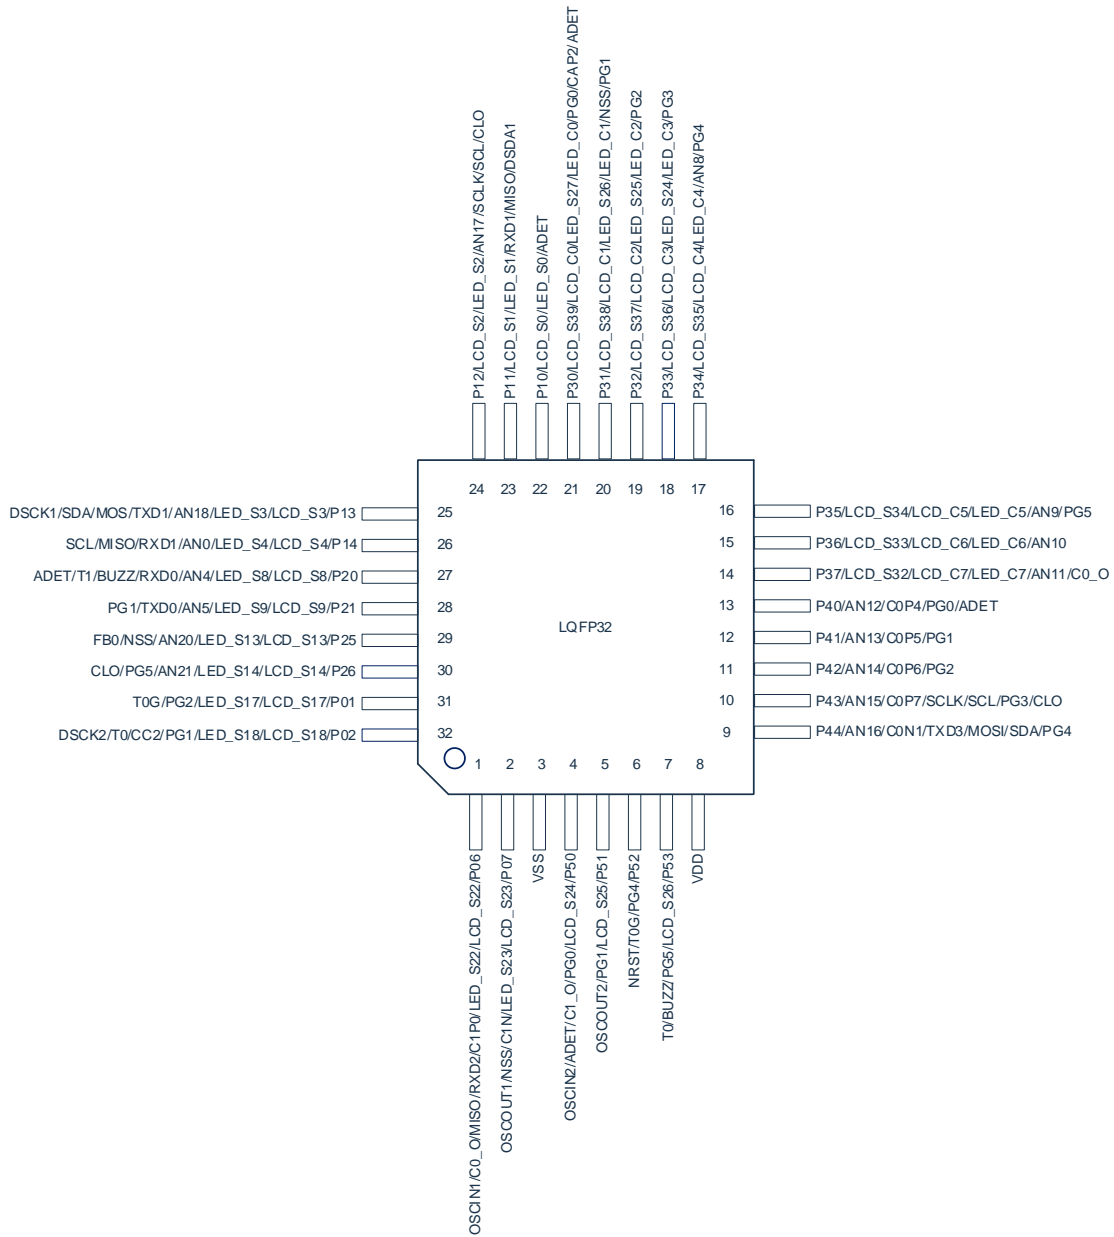 P12/LCD_S2/LED_S2/AN17/SCLK/SCL/CLO
P11/LCD_S1/LED_S1/RXD1/MISO/DSDA1
P10/LCD_S0/LED_S0/ADET
P30/LCD_S39/LCD_C0/LED_S27/LED_C0/PG0/CAP2/ADET
P31/LCD_S38/LCD_C1/LED_S26/LED_C1/NSS/PG1
P32/LCD_S37/LCD_C2/LED_S25/LED_C2/PG2
P33/LCD_S36/LCD_C3/LED_S24/LED_C3/PG3
P34/LCD_S35/LCD_C4/LED_C4/AN8/PG4
24 23 22 21 20 19 18 17
DSCK1/SDA/MOS/TXD1/AN18/LED_S3/LCD_S3/P13 25
SCL/MISO/RXD1/AN0/LED_S4/LCD_S4/P14 26
ADET/T1/BUZZ/RXD0/AN4/LED_S8/LCD_S8/P20 27
PG1/TXD0/AN5/LED_S9/LCD_S9/P21 28
FB0/NSS/AN20/LED_S13/LCD_S13/P25 29
CLO/PG5/AN21/LED_S14/LCD_S14/P26 30
T0G/PG2/LED_S17/LCD_S17/P01 31
DSCK2/T0/CC2/PG1/LED_S18/LCD_S18/P02 32
LQFP32
16 P35/LCD_S34/LCD_C5/LED_C5/AN9/PG5
15 P36/LCD_S33/LCD_C6/LED_C6/AN10
14 P37/LCD_S32/LCD_C7/LED_C7/AN11/C0_O
13 P40/AN12/C0P4/PG0/ADET
12 P41/AN13/C0P5/PG1
11 P42/AN14/C0P6/PG2
10 P43/AN15/C0P7/SCLK/SCL/PG3/CLO
9 P44/AN16/C0N1/TXD3/MOSI/SDA/PG4
1 2 3 4 5 6 7 8
OSCIN1/C0_O/MISO/RXD2/C1P0/LED_S22/LCD_S22/P06
OSCOUT1/NSS/C1N/LED_S23/LCD_S23/P07
VSS
OSCIN2/ADET/C1_O/PG0/LCD_S24/P50
OSCOUT2/PG1/LCD_S25/P51
NRST/T0G/PG4/P52
T0/BUZZ/PG5/LCD_S26/P53
VDD